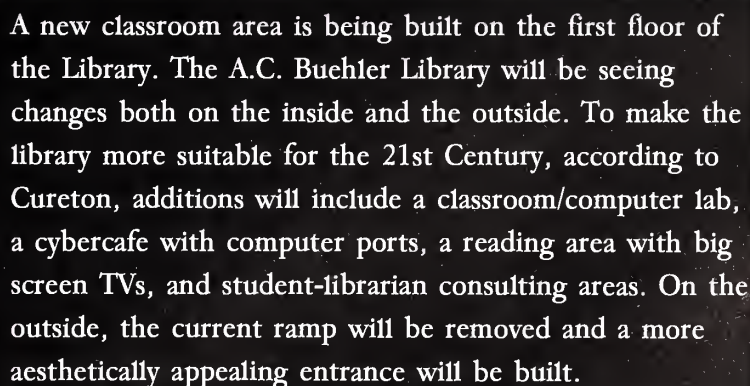 A new classroom area is being built on the first floor of
the Library. The A.C. Buehler Library will be seeing
changes both on the inside and the outside. To make the
library more suitable for the 21st Century, according to
Cureton, additions will include a classroom/computer lab,
a cybercafe with computer ports, a reading area with big
screen TVs, and student-librarian consulting areas. On the
outside, the current ramp will be removed and a more
aesthetically appealing entrance will be built.